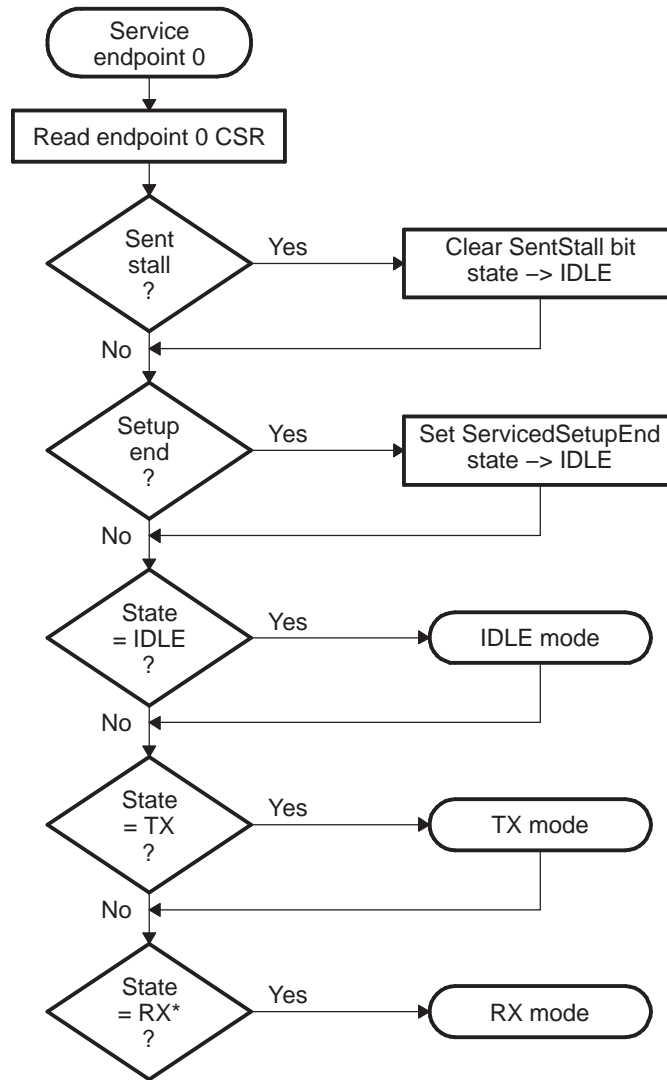 Service
endpoint 0
Read endpoint 0 CSR
Sent
stall
?
Yes
Clear SentStall bit
state –> IDLE
No
Setup
end
?
Yes
Set ServicedSetupEnd
state –> IDLE
No
State
= IDLE
?
Yes
IDLE mode
No
State
= TX
?
Yes
TX mode
No
State
= RX*
?
Yes
RX mode